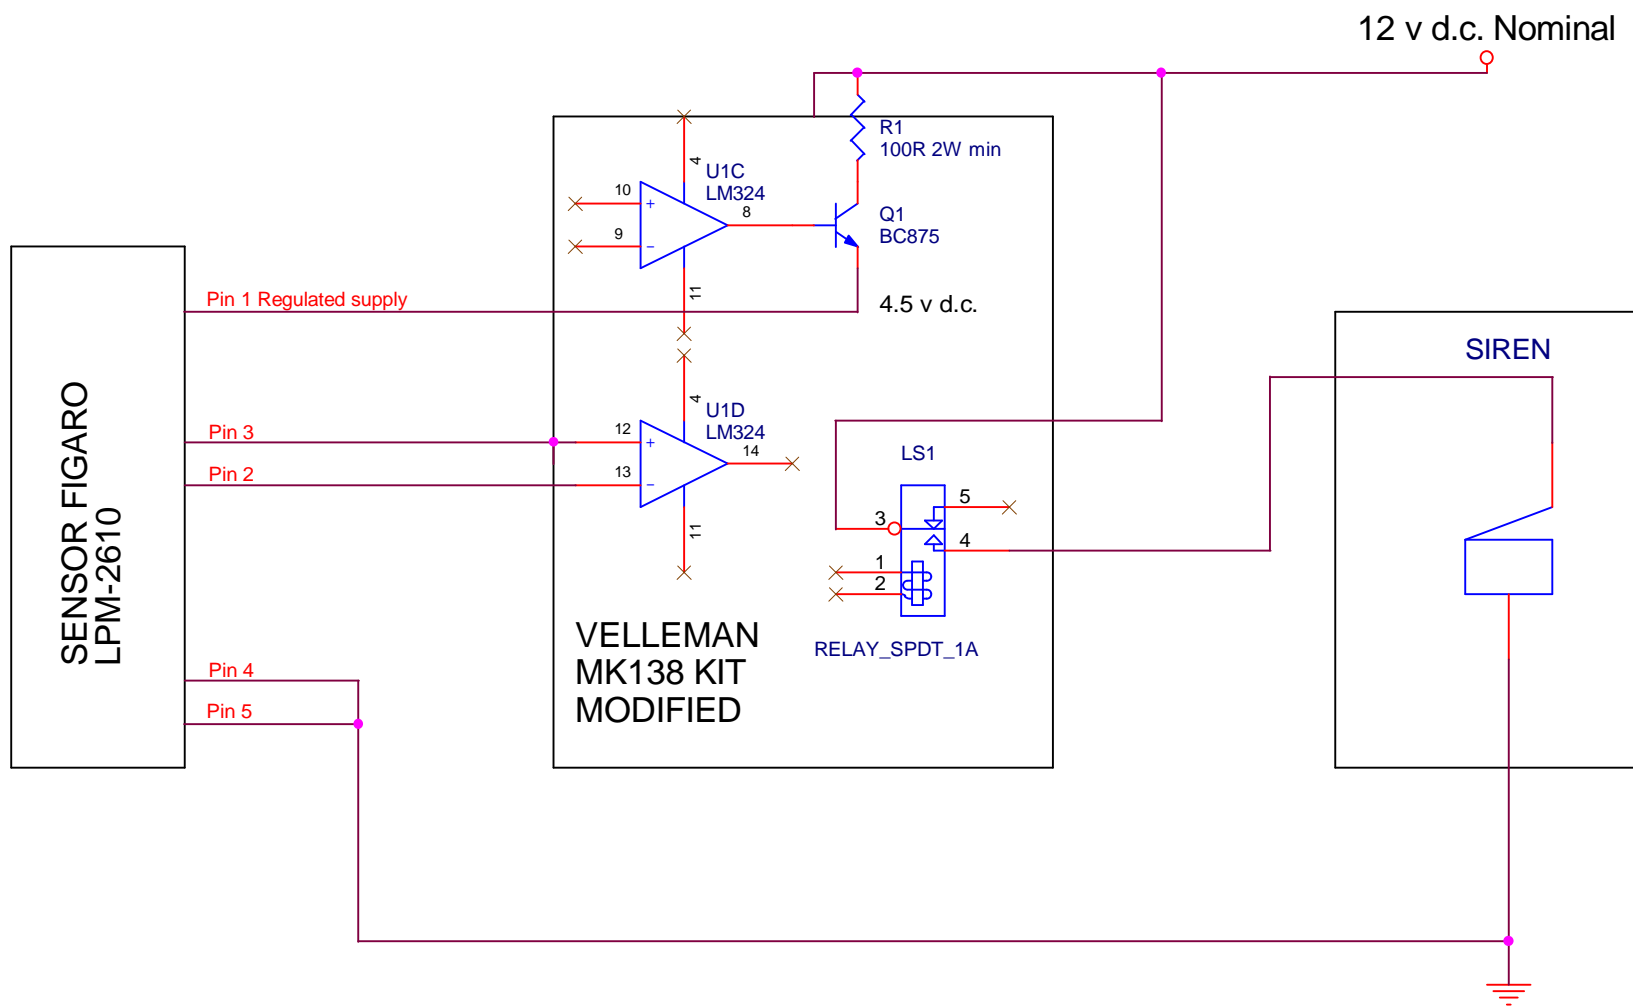 12 v d.c. Nominal
R1
100R 2W min
4
U1C
LM324
10
+
8
9
−
11
Q1
BC875
Pin 1 Regulated supply
4.5 v d.c.
SIREN
4
U1D
LM324
Pin 3
12
+
14
Pin 2
13
−
11
LS1
5
3
4
1
2
SENSOR FIGARO
LPM-2610
VELLEMAN
MK138 KIT
MODIFIED
RELAY_SPDT_1A
Pin 4
Pin 5